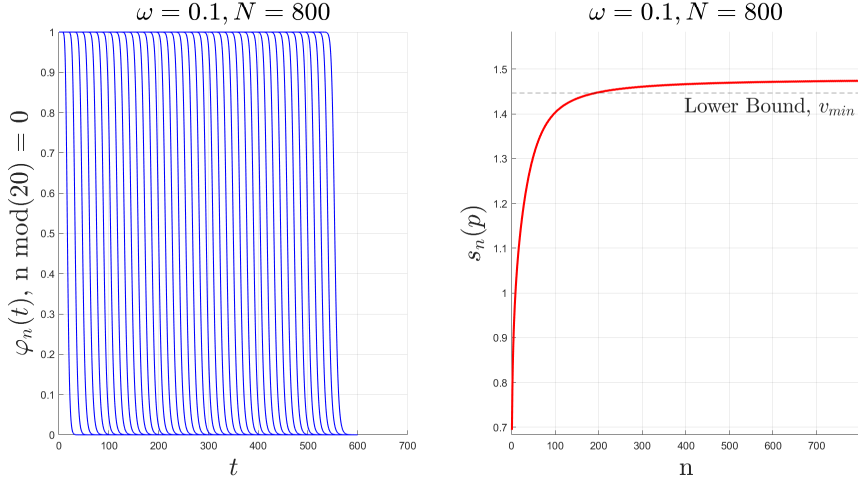 ω = 0.1, N = 800
φₙ(t), n mod(20) = 0
1
0.9
0.8
0.7
0.6
0.5
0.4
0.3
0.2
0.1
0
0 100 200 300 400 500 600 700
t
ω = 0.1, N = 800
sₙ(p)
1.5
1.4
1.3
1.2
1.1
1
0.9
0.8
0.7
Lower Bound, v_min
0 100 200 300 400 500 600 700
n